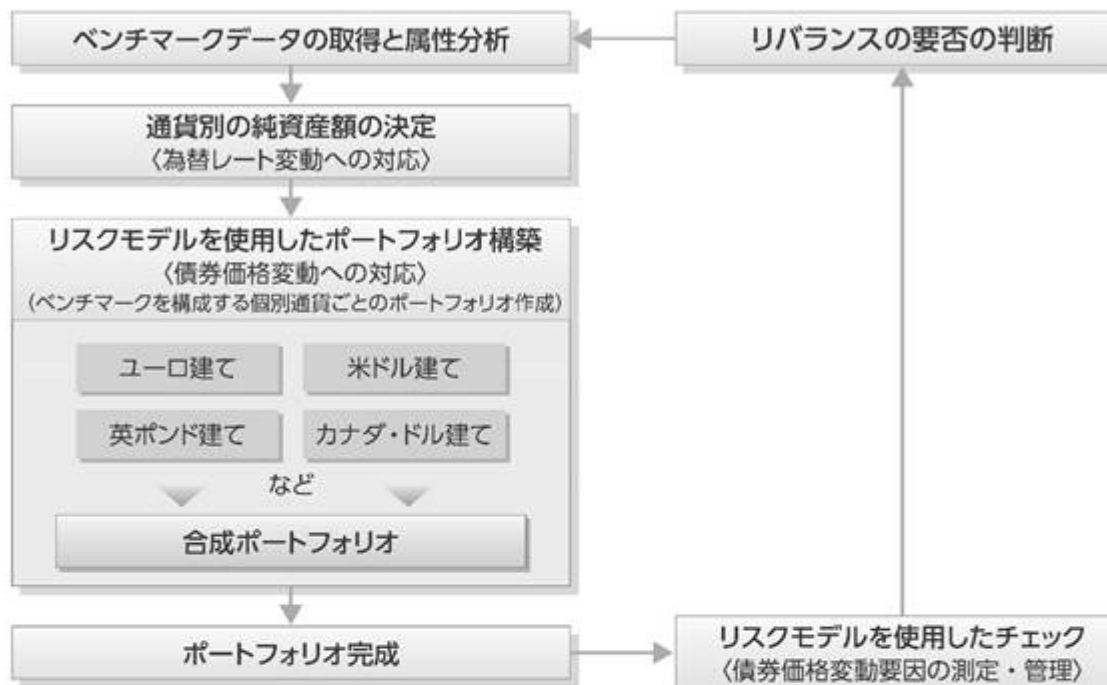 ベンチマークデータの取得と属性分析
リバランスの要否の判断
通貨別の純資産額の決定
〈為替レート変動への対応〉
リスクモデルを使用したポートフォリオ構築
〈債券価格変動への対応〉
(ベンチマークを構成する個別通貨ごとのポートフォリオ作成)
ユーロ建て
米ドル建て
英ポンド建て
カナダ・ドル建て
など
合成ポートフォリオ
ポートフォリオ完成
リスクモデルを使用したチェック
〈債券価格変動要因の測定・管理〉